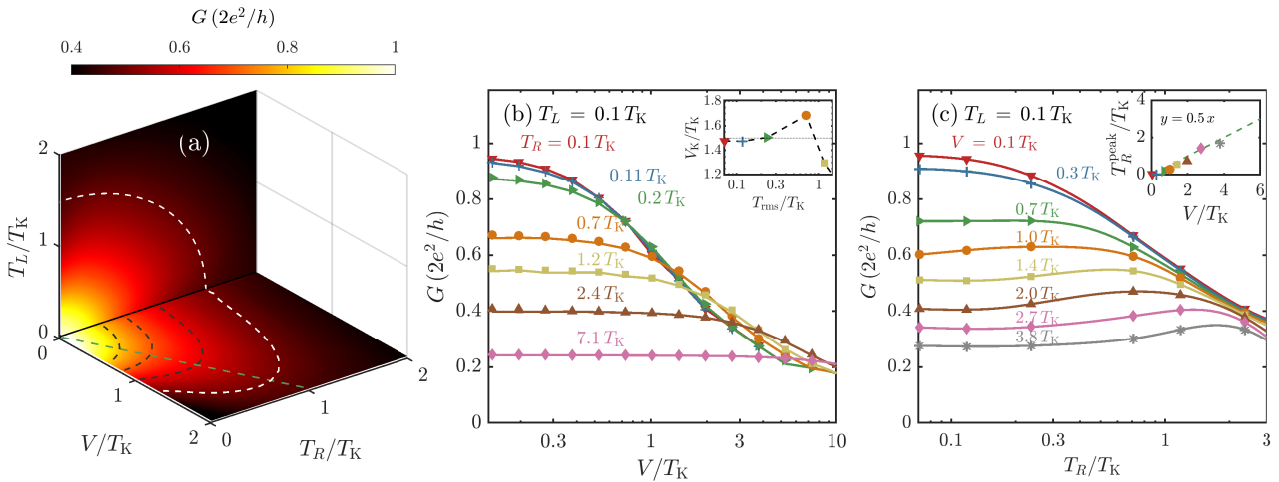 G (2e²/h)
0.4 0.6 0.8 1
(a)
2
1
0
T_L/T_K
0
1
2
V/T_K
0
1
2
T_R/T_K
(b) T_L = 0.1 T_K
T_R = 0.1 T_K
0.11 T_K
0.2 T_K
0.7 T_K
1.2 T_K
2.4 T_K
7.1 T_K
1
0.8
0.6
0.4
0.2
0
G (2e²/h)
0.3 1 3 10
V/T_K
1.8
1.6
1.4
1.2
V_K/T_K
0.1 0.3 1
T_rms/T_K
(c) T_L = 0.1 T_K
V = 0.1 T_K
0.3 T_K
0.7 T_K
1.0 T_K
1.4 T_K
2.0 T_K
2.7 T_K
3.8 T_K
1
0.8
0.6
0.4
0.2
0
G (2e²/h)
0.1 0.3 1 3
T_R/T_K
y = 0.5 x
4
2
0
T_R^peak/T_K
0 2 4 6
V/T_K